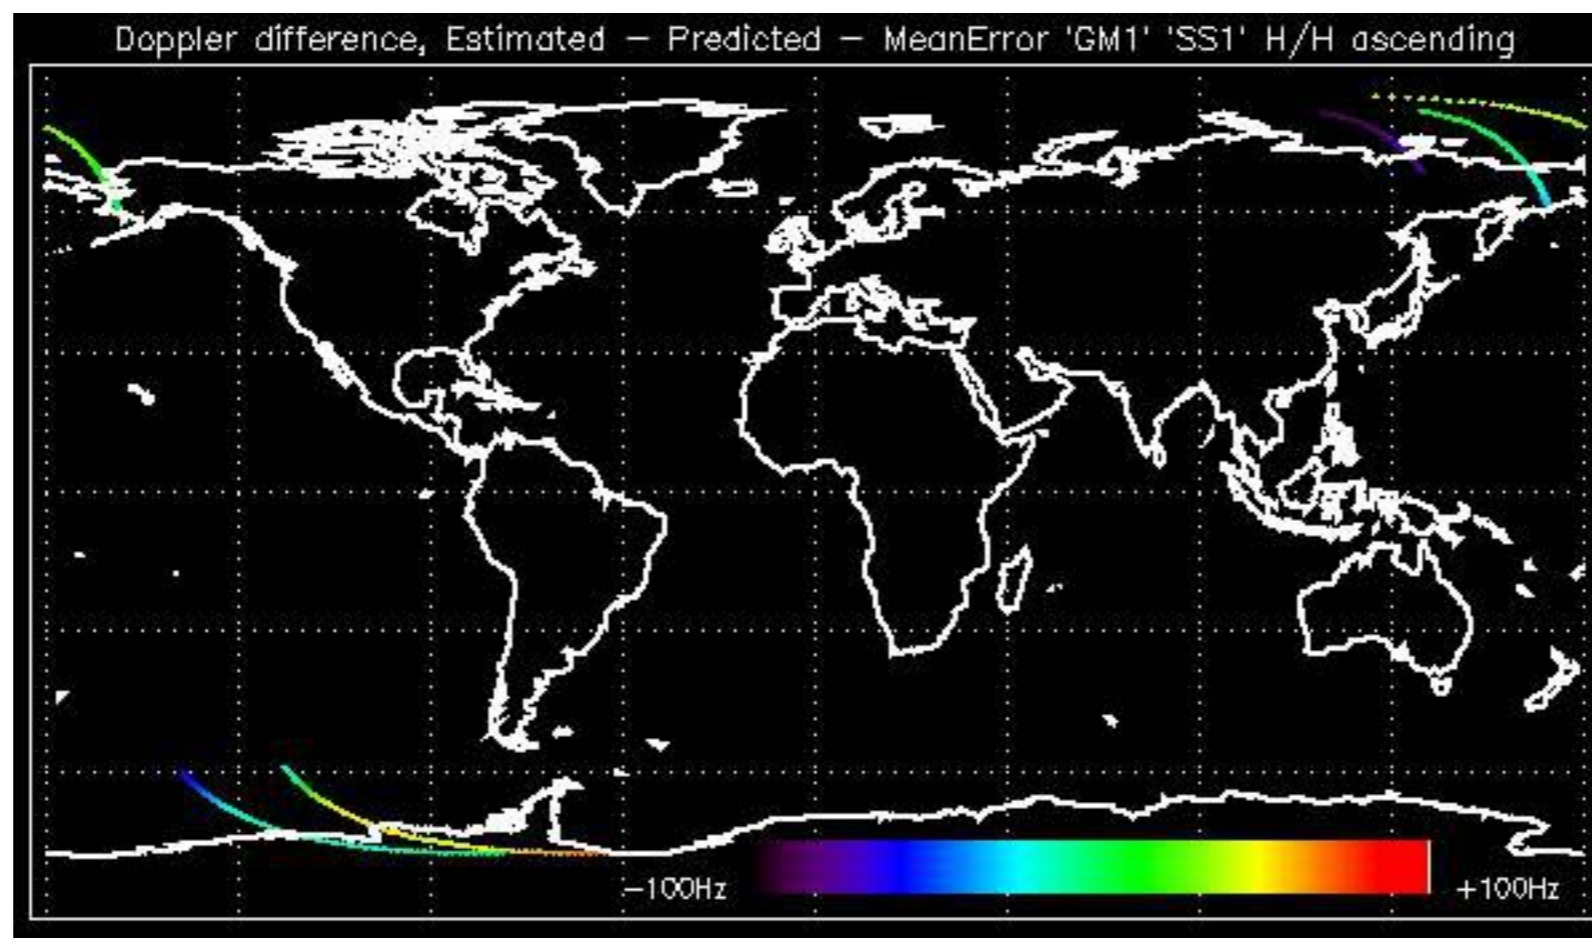 Doppler difference, Estimated – Predicted – MeanError 'GM1' 'SS1' H/H ascending
−100Hz
+100Hz